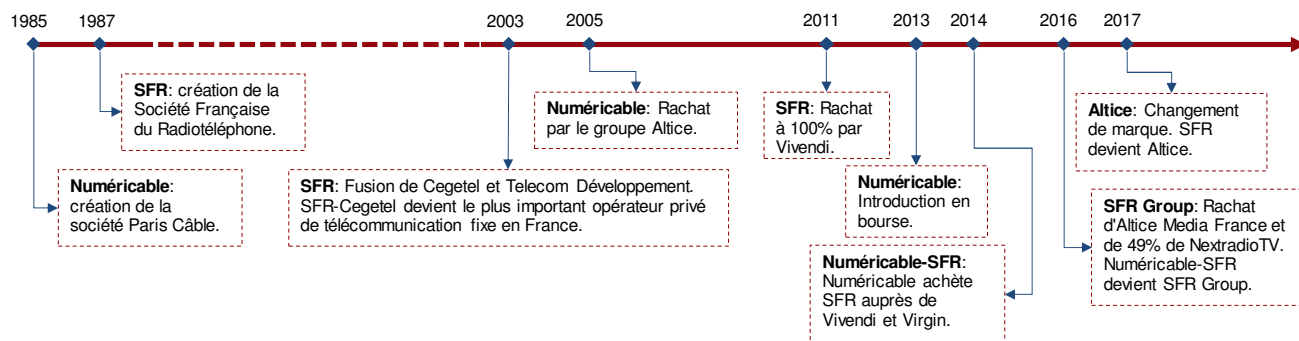 1985
1987
2003
2005
2011
2013
2014
2016
2017
SFR: création de la
Société Française
du Radiotéléphone.
Numéricable: Rachat
par le groupe Altice.
SFR: Rachat
à 100% par
Vivendi.
Altice: Changement
de marque. SFR
devient Altice.
Numéricable:
création de la
société Paris Câble.
SFR: Fusion de Cegetel et Telecom Développement.
SFR-Cegetel devient le plus important opérateur privé
de télécommunication fixe en France.
Numéricable:
Introduction en
bourse.
SFR Group: Rachat
d'Altice Media France et
de 49% de NextradioTV.
Numéricable-SFR
devient SFR Group.
Numéricable-SFR:
Numéricable achète
SFR auprès de
Vivendi et Virgin.